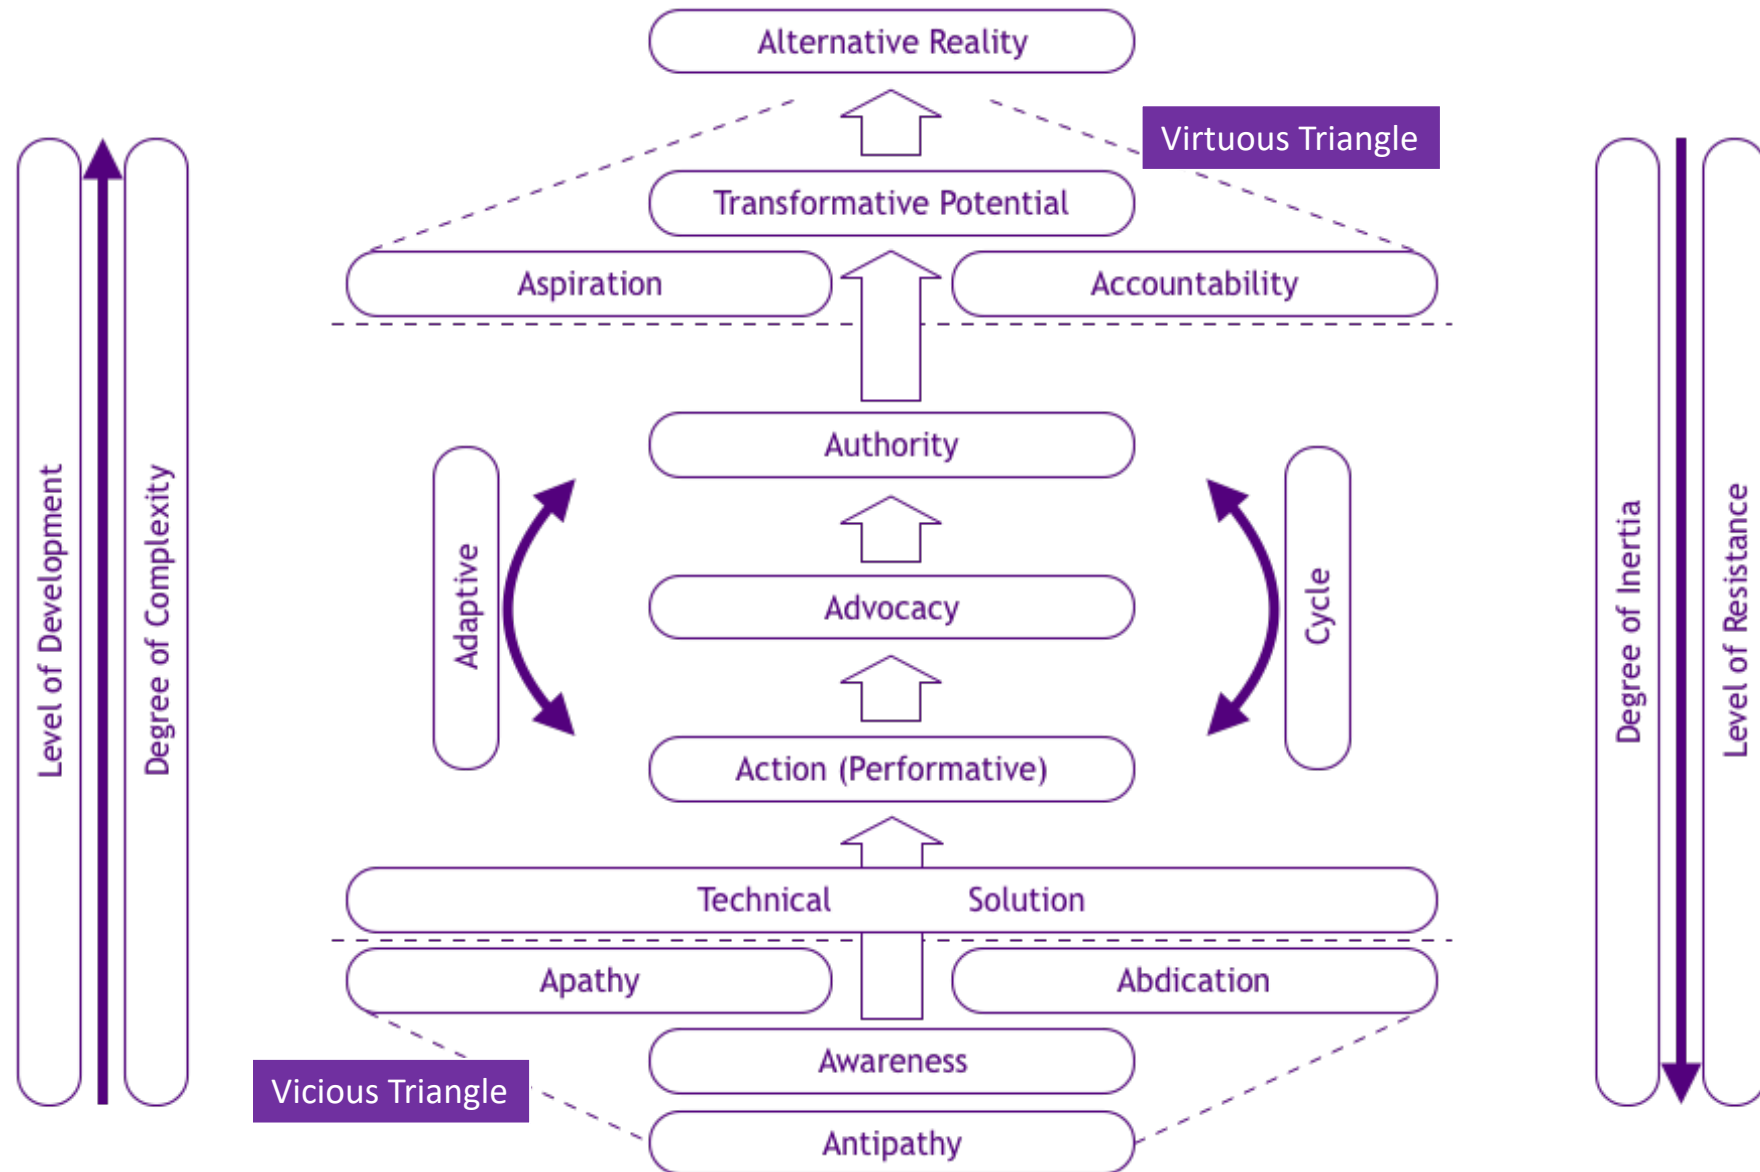 Alternative Reality
Virtuous Triangle
Transformative Potential
Aspiration
Accountability
Authority
Level of Development
Degree of Complexity
Adaptive
Advocacy
Cycle
Degree of Inertia
Level of Resistance
Action (Performative)
Technical Solution
Apathy
Abdication
Awareness
Vicious Triangle
Antipathy